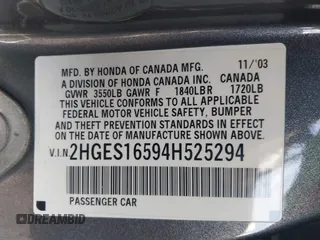 MFD. BY HONDA OF CANADA MFG. 11/'03
A DIVISION OF HONDA CANADA INC. CANADA
GVWR 3550LB GAWR F 1840LB R 1720LB
THIS VEHICLE CONFORMS TO ALL APPLICABLE
FEDERAL MOTOR VEHICLE SAFETY, BUMPER
AND THEFT PREVENTION STANDARDS IN
EFFECT ON THE DATE OF MANUFACTURE
SHOWN ABOVE.
V.I.N. 2HGES16594H525294
PASSENGER CAR
DREAMBID